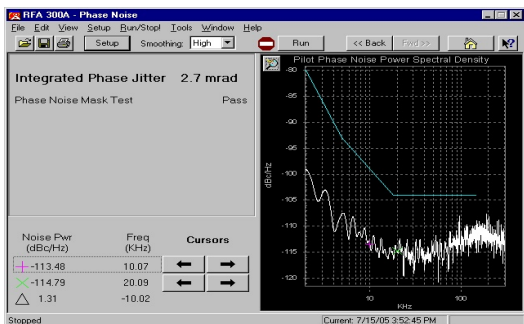 RFA 300A - Phase Noise
File Edit View Setup Run/Stop! Tools Window Help
Setup Smoothing: High Run << Back Fwd >>
Integrated Phase Jitter 2.7 mrad
Phase Noise Mask Test Pass
Noise Pwr (dBc/Hz) Freq (KHz) Cursors
-113.48 10.07
-114.79 20.09
1.31 -10.02
Pilot Phase Noise Power Spectral Density
-80
-85
-90
-95
-100
-105
-110
-115
-120
dBc/Hz
10 100
KHz
Stopped Current: 7/15/05 3:52:45 PM